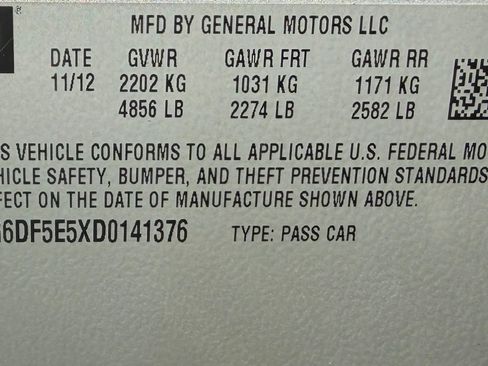 ®
MFD BY GENERAL MOTORS LLC
DATE GVWR GAWR FRT GAWR RR
11/12 2202 KG 1031 KG 1171 KG
4856 LB 2274 LB 2582 LB
S VEHICLE CONFORMS TO ALL APPLICABLE U.S. FEDERAL MO
HICLE SAFETY, BUMPER, AND THEFT PREVENTION STANDARDS
FECT ON THE DATE OF MANUFACTURE SHOWN ABOVE.
6DF5E5XD0141376 TYPE: PASS CAR